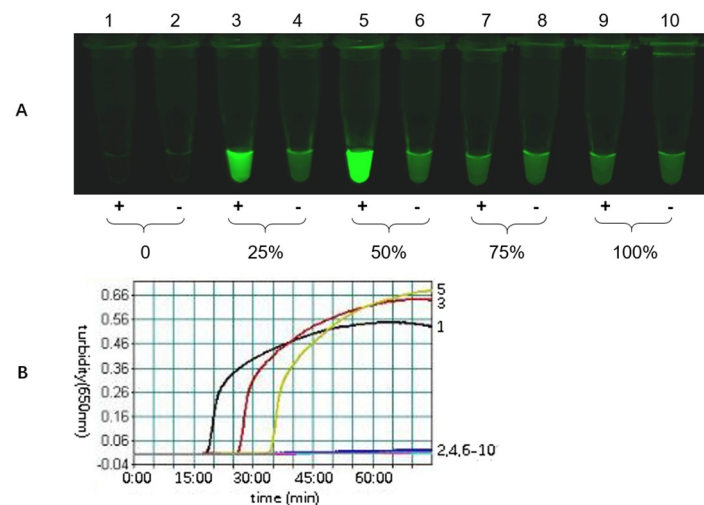 1 2 3 4 5 6 7 8 9 10
A
+ - + - + - + - + -
0 25% 50% 75% 100%
B
turbidity(650nm)
0.66
0.56
0.46
0.36
0.26
0.16
0.06
-0.04
5
3
1
2,4,6-10
0:00 15:00 30:00 45:00 60:00
time (min)